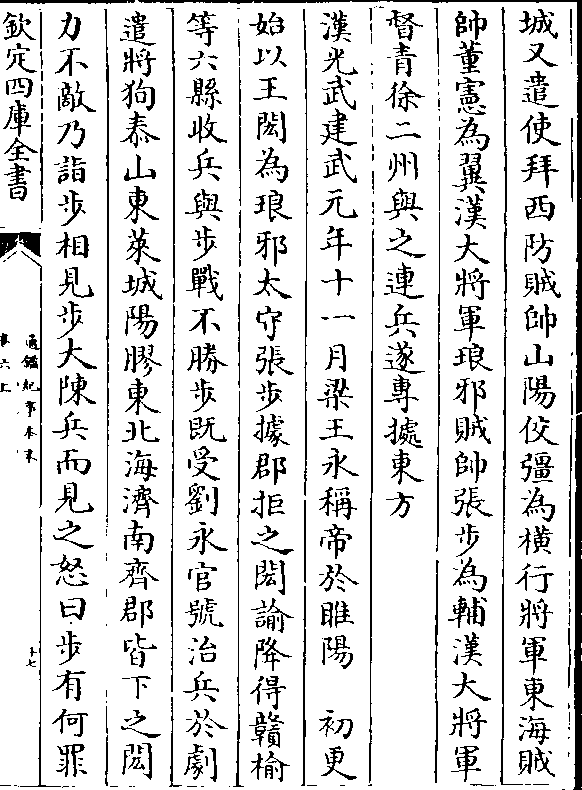 城又遣使拜西防賊帥山陽佼彊為橫行將軍東海賊
帥董憲為翼漢大將軍琅邪賊帥張步為輔漢大將軍
督青徐二州與之連兵遂專據東方
漢光武建武元年十一月梁王永稱帝於睢陽　初更
始以王閎為琅邪太守張步據郡拒之閎諭降得贛榆
等六縣收兵與步戰不勝步既受劉永官號治兵於劇
遣將狥泰山東萊城陽膠東北海濟南齊郡皆下之閎
力不敵乃詣步相見步大陳兵而見之怒曰步有何罪
欽定四庫全書
通鑑紀事本末
卷六上
十七